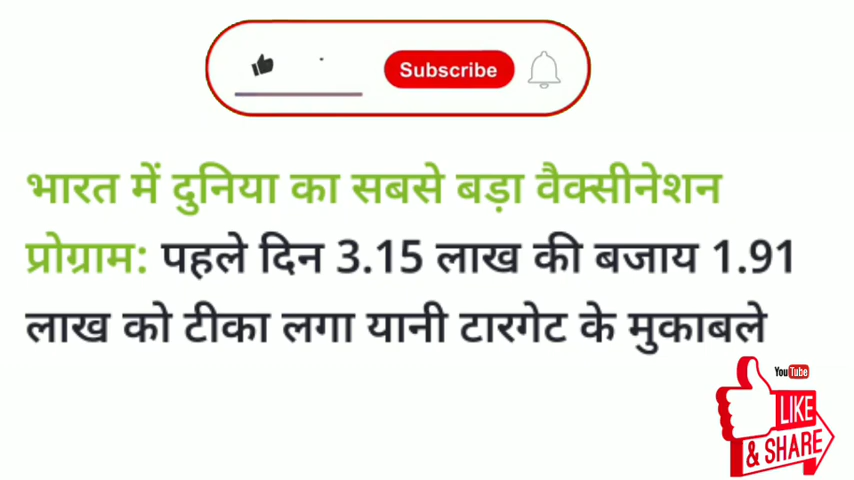 Subscribe
भारत में दुनिया का सबसे बड़ा वैक्सीनेशन
प्रोग्राम: पहले दिन 3.15 लाख की बजाय 1.91
लाख को टीका लगा यानी टारगेट के मुकाबले
YouTube
LIKE
& SHARE